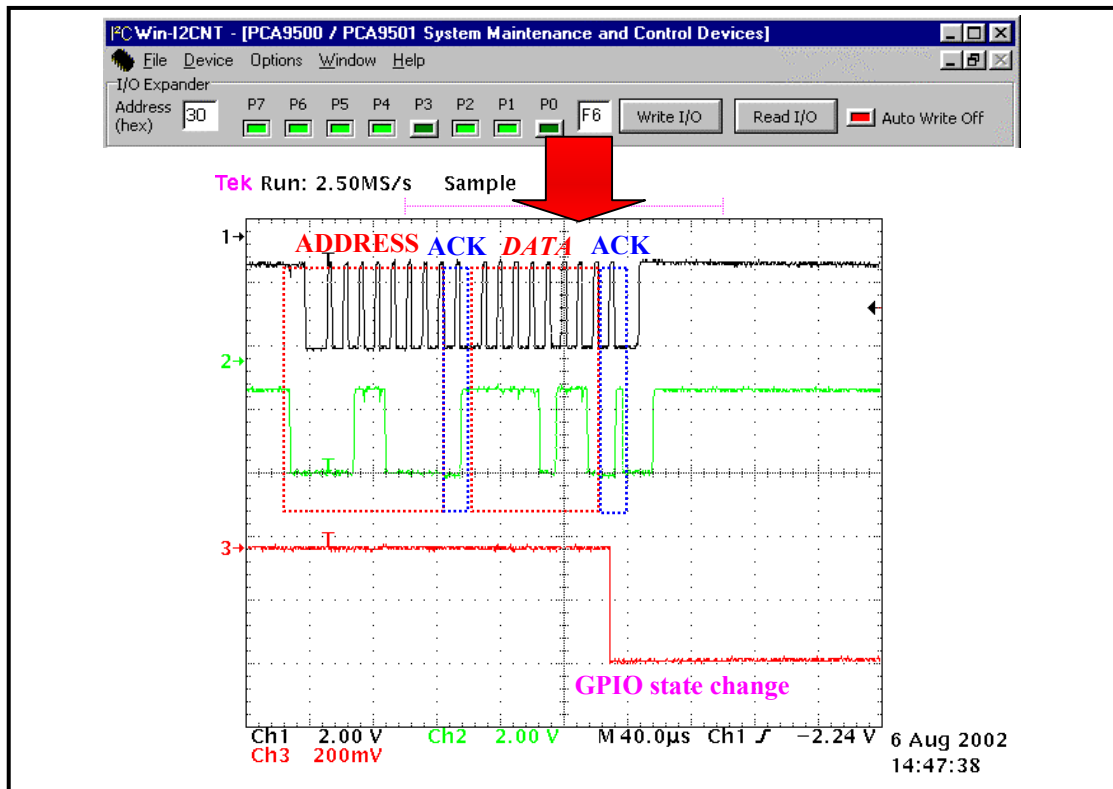 I²C Win-I2CNT - [PCA9500 / PCA9501 System Maintenance and Control Devices]
File Device Options Window Help
I/O Expander
Address (hex) 30 P7 P6 P5 P4 P3 P2 P1 P0 F6 Write I/O Read I/O Auto Write Off
Tek Run: 2.50MS/s Sample
ADDRESS ACK DATA ACK
1
2
3
GPIO state change
Ch1 2.00 V Ch2 2.00 V M 40.0µs Ch1 -2.24 V
Ch3 200mV
6 Aug 2002
14:47:38